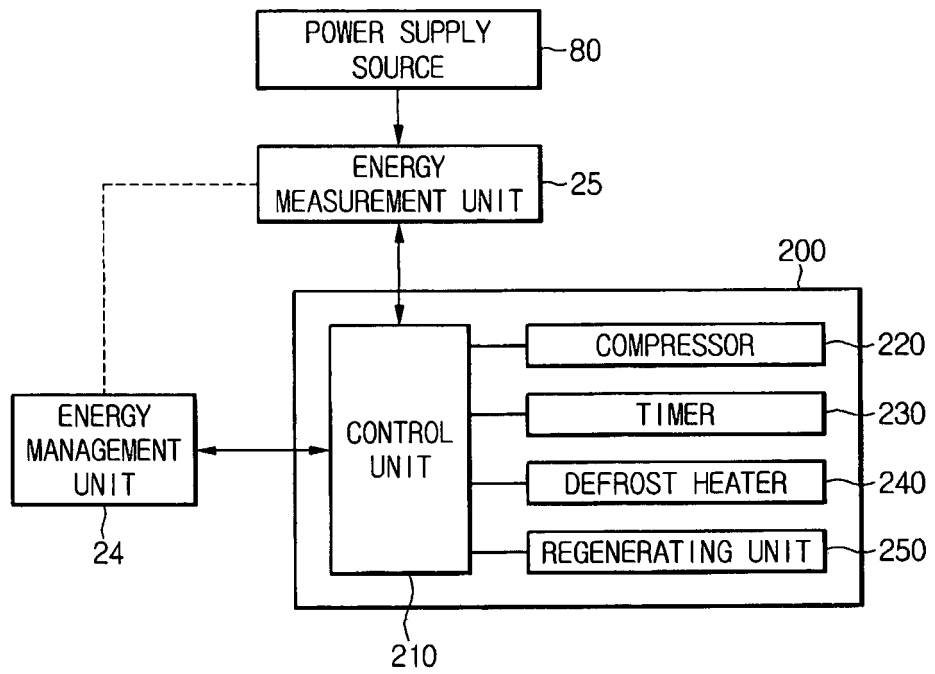 POWER SUPPLY
SOURCE
80
ENERGY
MEASUREMENT UNIT
25
200
COMPRESSOR
220
TIMER
230
ENERGY
MANAGEMENT
UNIT
24
CONTROL
UNIT
DEFROST HEATER
240
REGENERATING UNIT
250
210